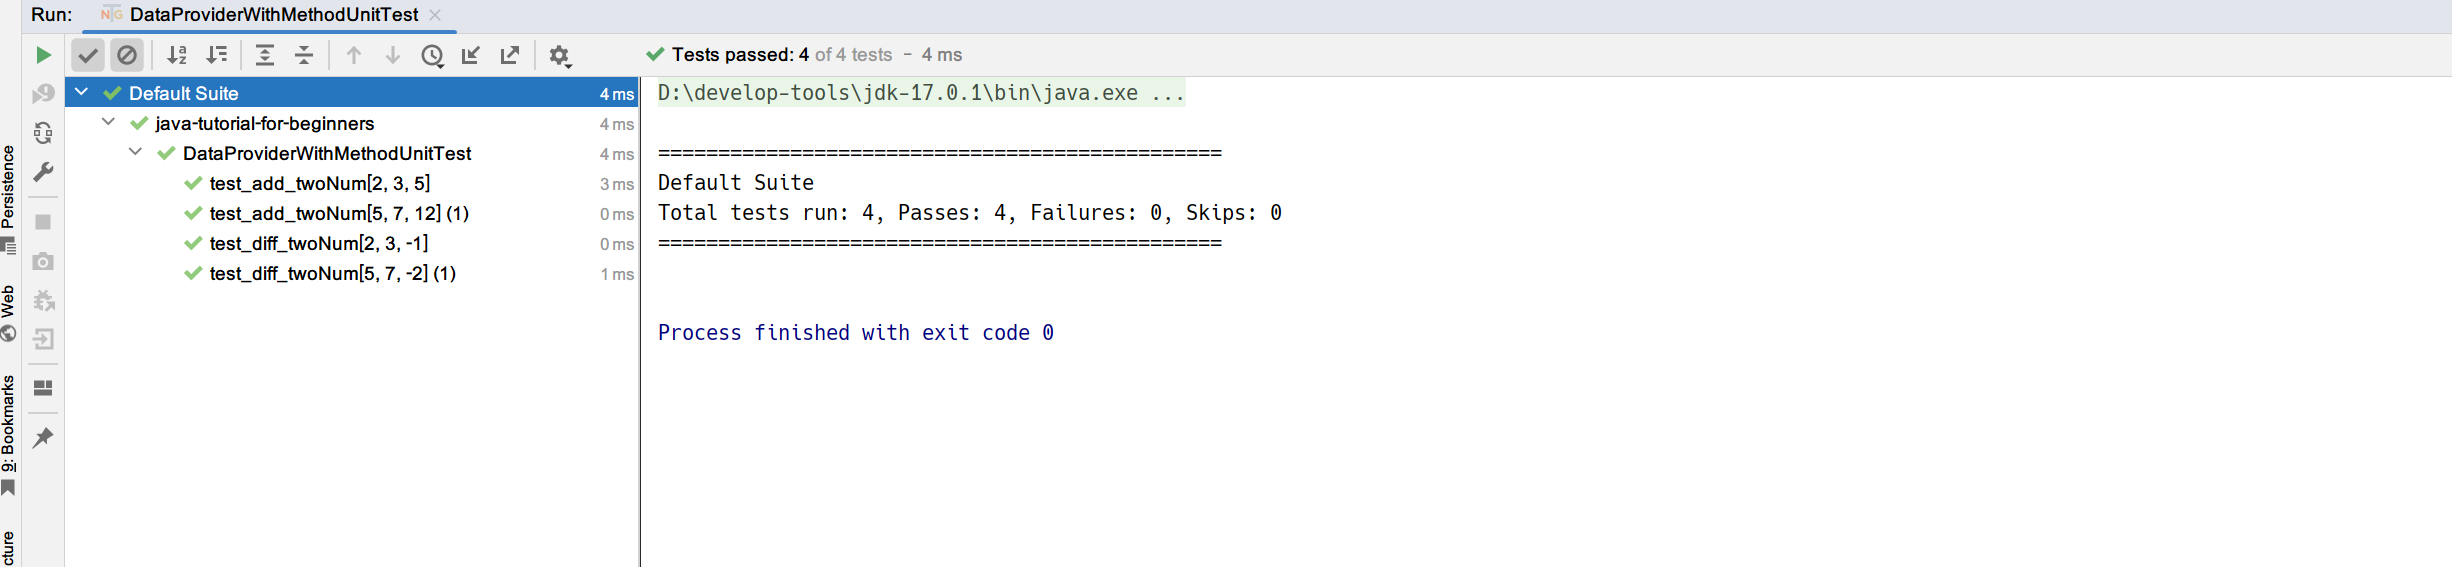 Run: NTG DataProviderWithMethodUnitTest
Tests passed: 4 of 4 tests – 4 ms
Default Suite 4 ms
java-tutorial-for-beginners 4 ms
DataProviderWithMethodUnitTest 4 ms
test_add_twoNum[2, 3, 5] 3 ms
test_add_twoNum[5, 7, 12] (1) 0 ms
test_diff_twoNum[2, 3, -1] 0 ms
test_diff_twoNum[5, 7, -2] (1) 1 ms
D:\develop-tools\jdk-17.0.1\bin\java.exe ...
===============================================
Default Suite
Total tests run: 4, Passes: 4, Failures: 0, Skips: 0
===============================================
Process finished with exit code 0
Persistence
Web
9: Bookmarks
cture